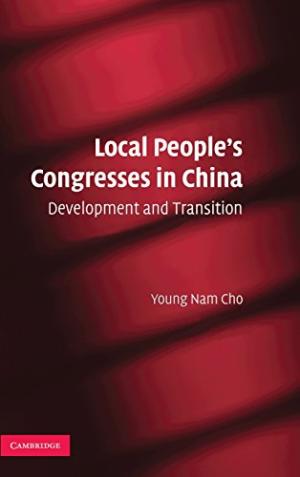 Local People's
Congresses in China
Development and Transition
Young Nam Cho
CAMBRIDGE